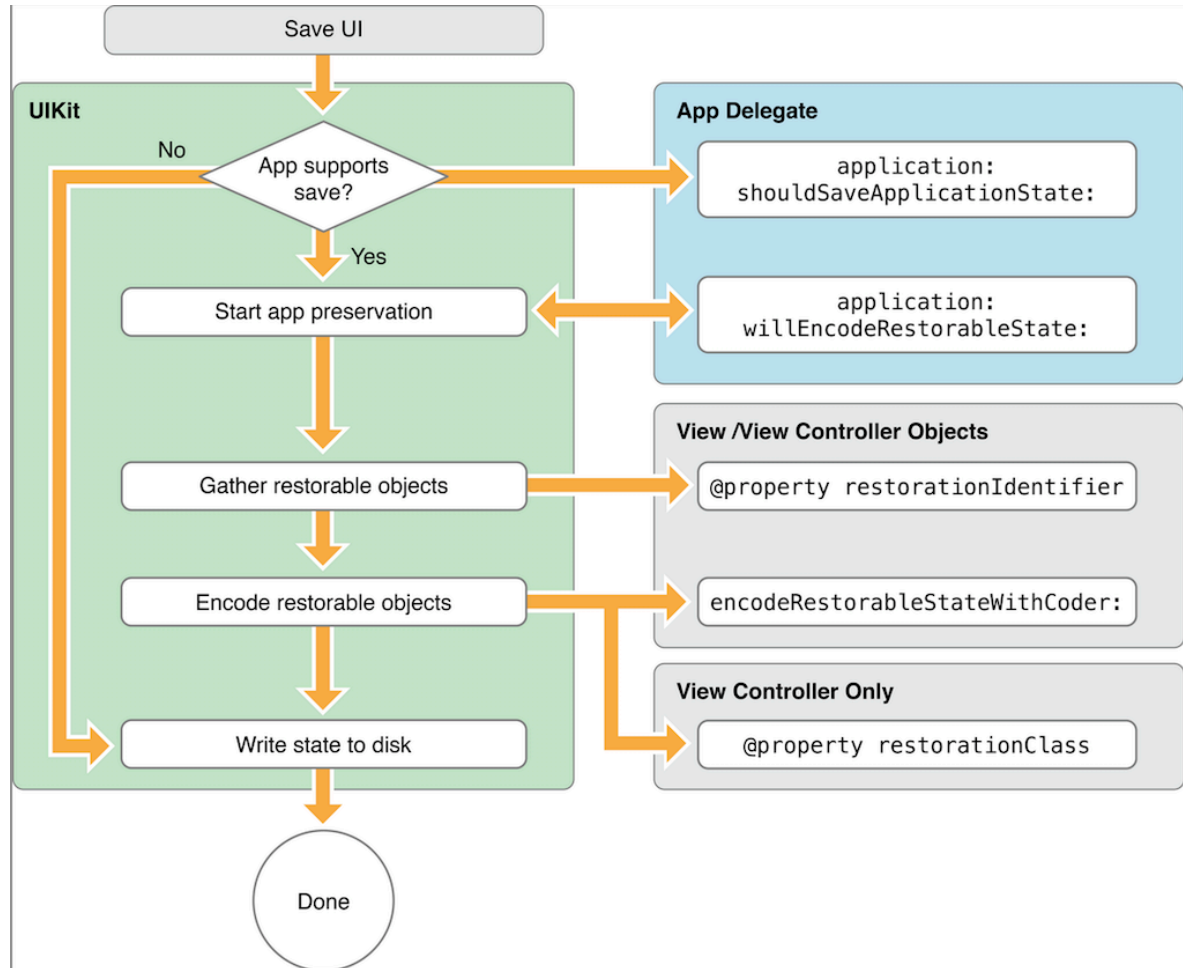 Save UI
UIKit
No
App supports
save?
Yes
Start app preservation
Gather restorable objects
Encode restorable objects
Write state to disk
Done
App Delegate
application:
shouldSaveApplicationState:
application:
willEncodeRestorableState:
View /View Controller Objects
@property restorationIdentifier
encodeRestorableStateWithCoder:
View Controller Only
@property restorationClass